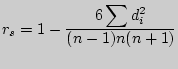 r_s = 1 - \frac{6 \sum d_i^2}{(n-1)n(n+1)}